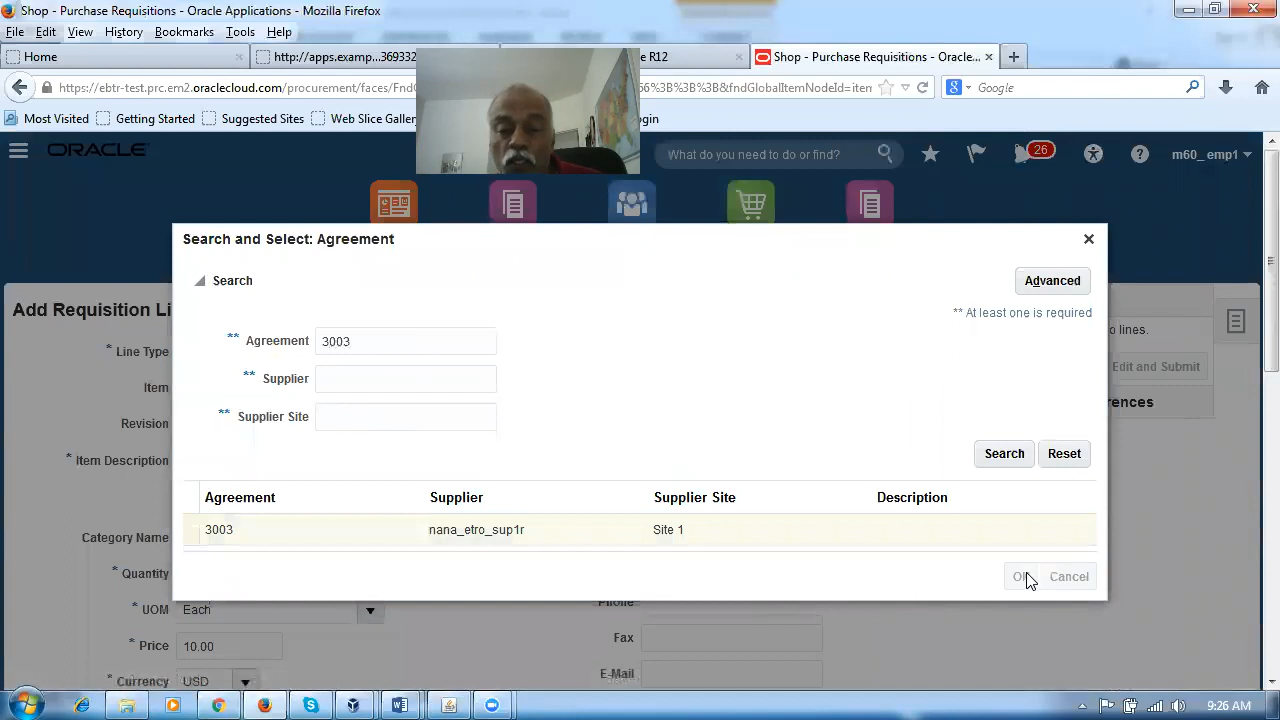 Shop - Purchase Requisitions - Oracle Applications - Mozilla Firefox
File Edit View History Bookmarks Tools Help
Home
http://apps.examp...369332
e R12
Shop - Purchase Requisitions - Oracle...
https://ebtr-test.prc.em2.oraclecloud.com/procurement/faces/FndG
6%3B%3B%3B&fndGlobalItemNodeId=item
Google
Most Visited
Getting Started
Suggested Sites
Web Slice Galler
ogin
ORACLE
What do you need to do or find?
26
m60_emp1
Search and Select: Agreement
Search
Advanced
** At least one is required
** Agreement 3003
** Supplier
** Supplier Site
Search Reset
Agreement Supplier Supplier Site Description
3003 nana_etro_sup1r Site 1
Cancel
Add Requisition Li
* Line Type
Item
Revision
* Item Description
Category Name
* Quantity
* UOM Each
* Price 10.00
* Currency USD
o lines.
Edit and Submit
rences
Phone
Fax
E-Mail
9:26 AM